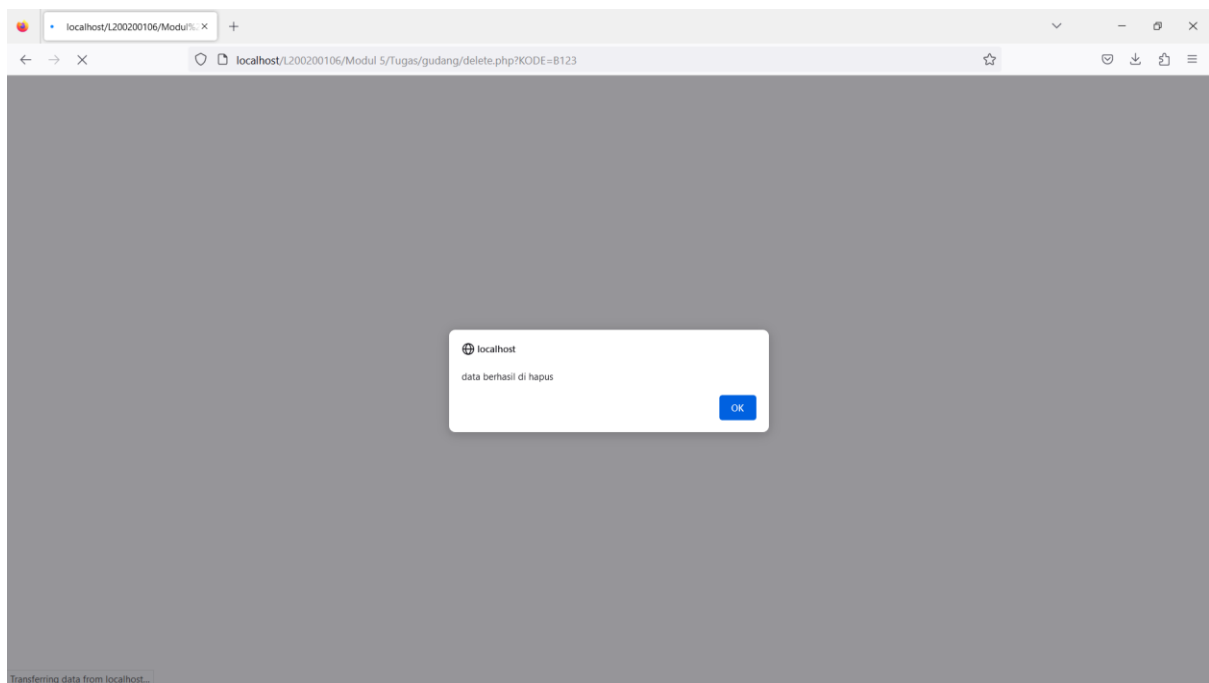 localhost/L200200106/Modul%2
localhost/L200200106/Modul 5/Tugas/gudang/delete.php?KODE=B123
localhost
data berhasil di hapus
OK
Transferring data from localhost...